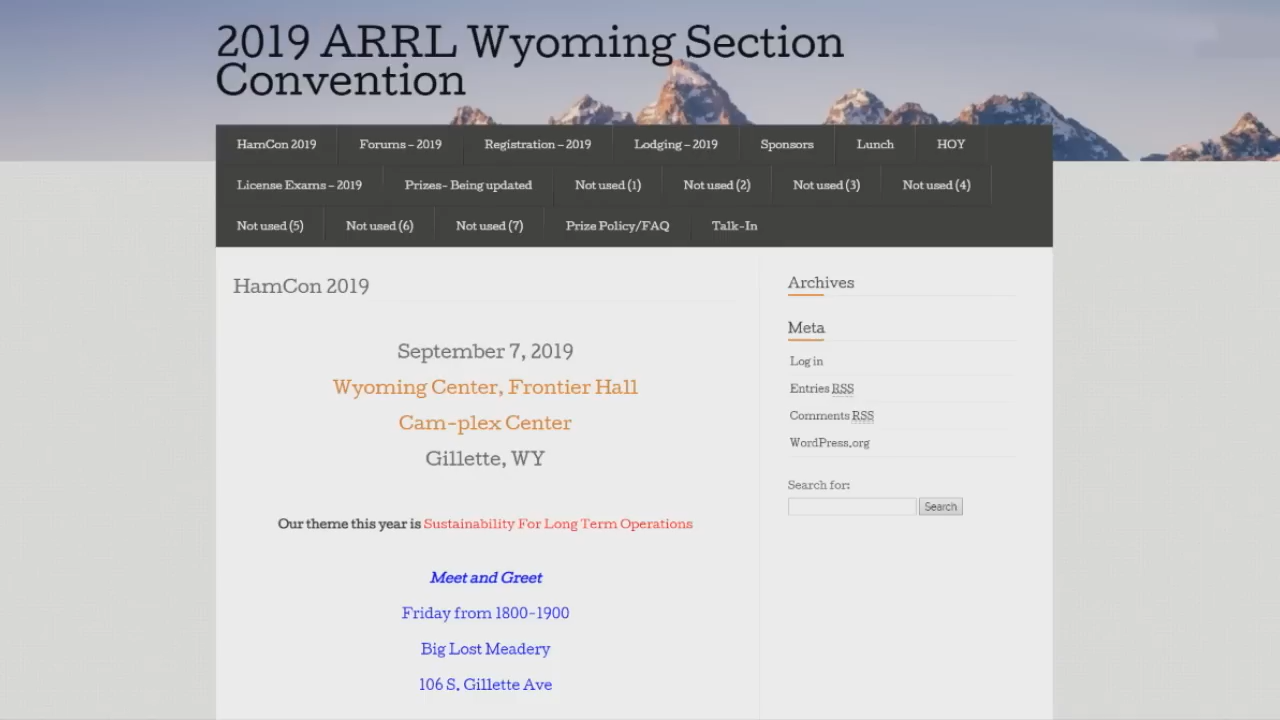 2019 ARRL Wyoming Section
Convention
HamCon 2019
Forums - 2019
Registration - 2019
Lodging - 2019
Sponsors
Lunch
HOY
License Exams - 2019
Prizes- Being updated
Not used (1)
Not used (2)
Not used (3)
Not used (4)
Not used (5)
Not used (6)
Not used (7)
Prize Policy/FAQ
Talk-In
HamCon 2019
September 7, 2019
Wyoming Center, Frontier Hall
Cam-plex Center
Gillette, WY
Our theme this year is Sustainability For Long Term Operations
Meet and Greet
Friday from 1800-1900
Big Lost Meadery
106 S. Gillette Ave
Archives
Meta
Log in
Entries RSS
Comments RSS
WordPress.org
Search for:
Search